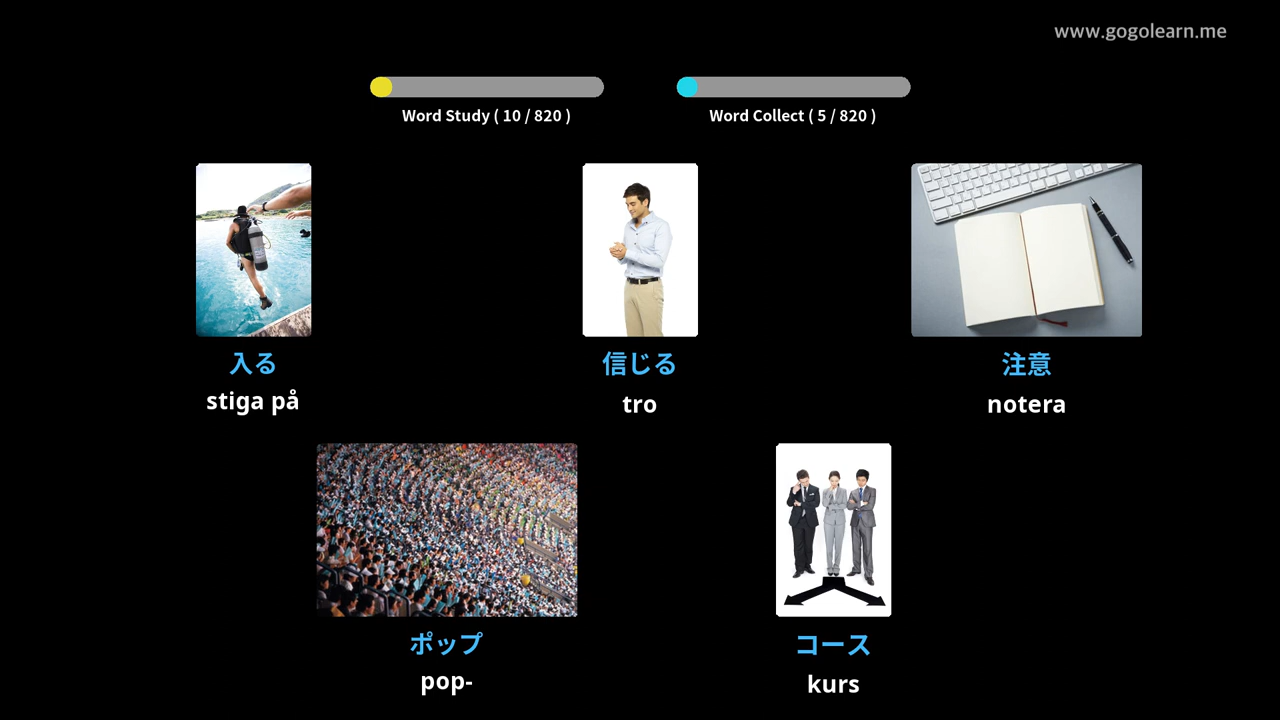 www.gogolearn.me
Word Study ( 10 / 820 )
Word Collect ( 5 / 820 )
入る
stiga på
信じる
tro
注意
notera
ポップ
pop-
コース
kurs